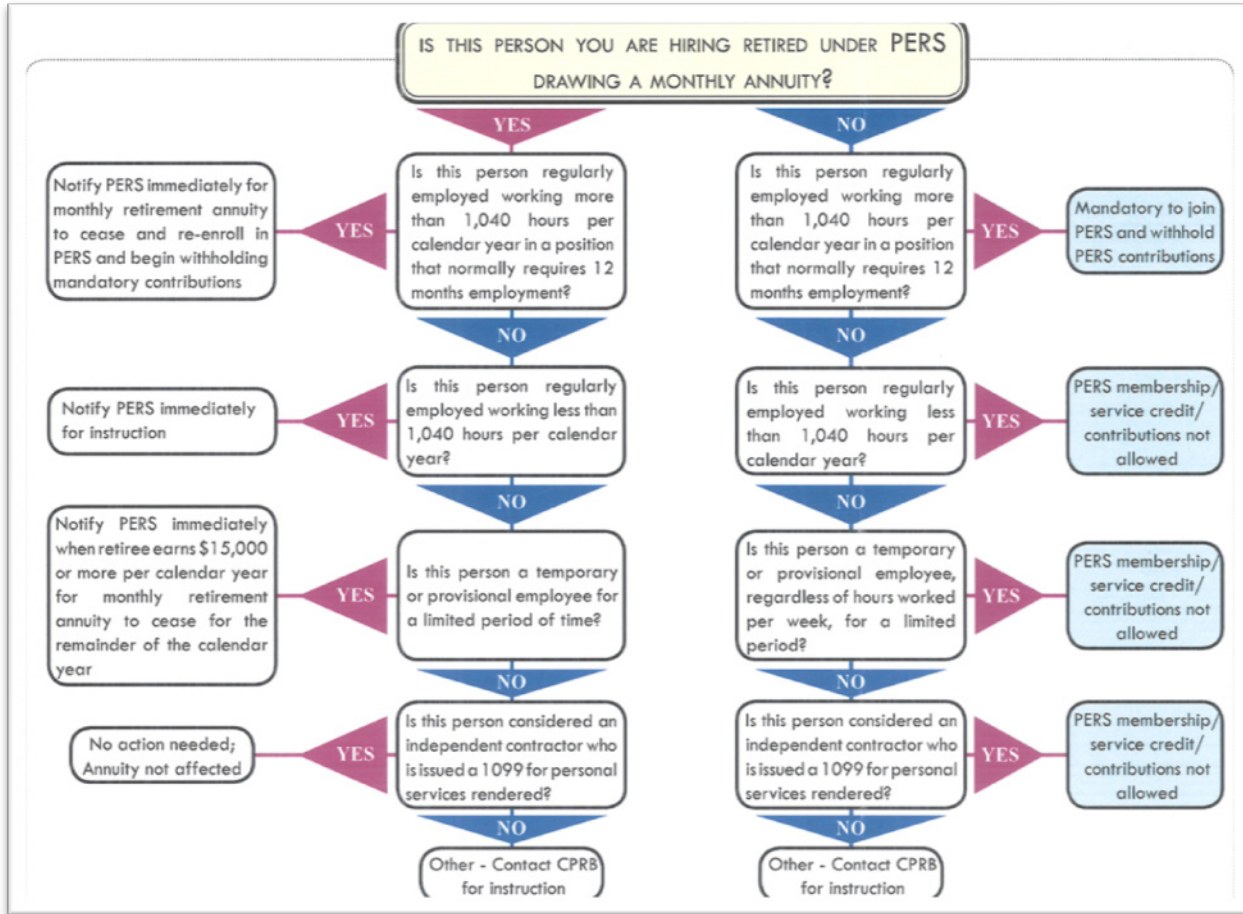 IS THIS PERSON YOU ARE HIRING RETIRED UNDER PERS
DRAWING A MONTHLY ANNUITY?
YES
NO
Notify PERS immediately for
monthly retirement annuity
to cease and re-enroll in
PERS and begin withholding
mandatory contributions
YES
Is this person regularly
employed working more
than 1,040 hours per
calendar year in a position
that normally requires 12
months employment?
Is this person regularly
employed working more
than 1,040 hours per
calendar year in a position
that normally requires 12
months employment?
YES
Mandatory to join
PERS and withhold
PERS contributions
NO
NO
Notify PERS immediately
for instruction
YES
Is this person regularly
employed working less than
1,040 hours per calendar
year?
Is this person regularly
employed working less
than 1,040 hours per
calendar year?
YES
PERS membership/
service credit/
contributions not
allowed
NO
NO
Notify PERS immediately
when retiree earns $15,000
or more per calendar year
for monthly retirement
annuity to cease for the
remainder of the calendar
year
YES
Is this person a temporary
or provisional employee for
a limited period of time?
Is this person a temporary
or provisional employee,
regardless of hours worked
per week, for a limited
period?
YES
PERS membership/
service credit/
contributions not
allowed
NO
NO
No action needed;
Annuity not affected
YES
Is this person considered an
independent contractor who
is issued a 1099 for personal
services rendered?
Is this person considered an
independent contractor who
is issued a 1099 for personal
services rendered?
YES
PERS membership/
service credit/
contributions not
allowed
NO
NO
Other - Contact CPRB
for instruction
Other - Contact CPRB
for instruction